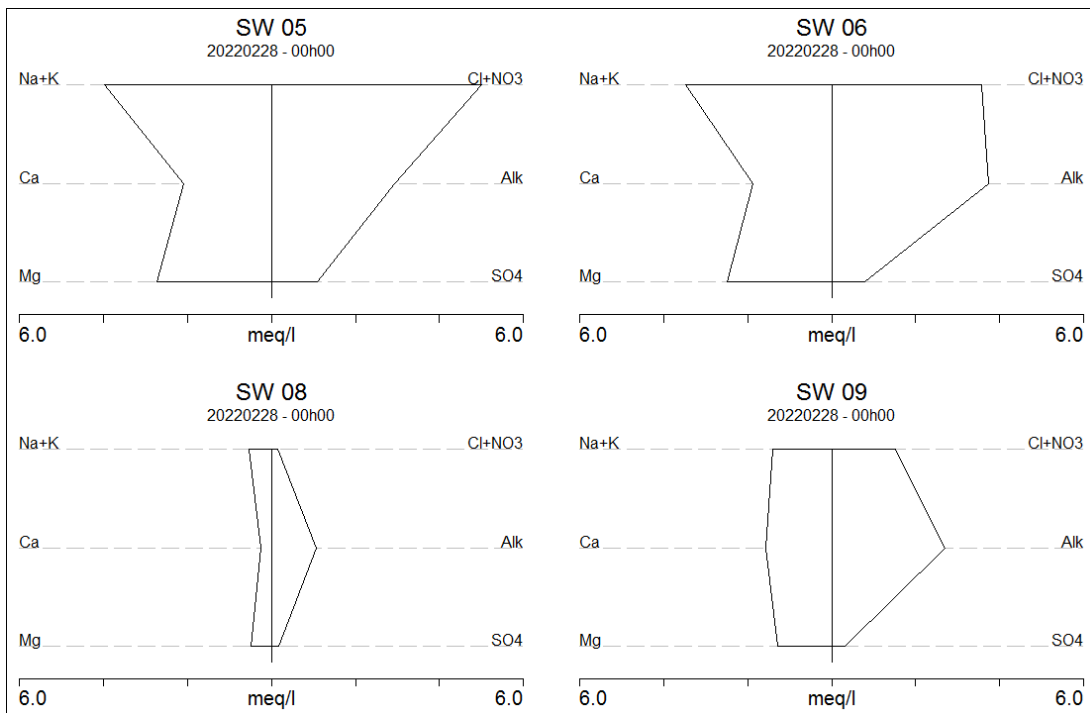 SW 05
20220228 - 00h00
Na+K Cl+NO3
Ca Alk
Mg SO4
6.0 meq/l 6.0
SW 06
20220228 - 00h00
Na+K Cl+NO3
Ca Alk
Mg SO4
6.0 meq/l 6.0
SW 08
20220228 - 00h00
Na+K Cl+NO3
Ca Alk
Mg SO4
6.0 meq/l 6.0
SW 09
20220228 - 00h00
Na+K Cl+NO3
Ca Alk
Mg SO4
6.0 meq/l 6.0